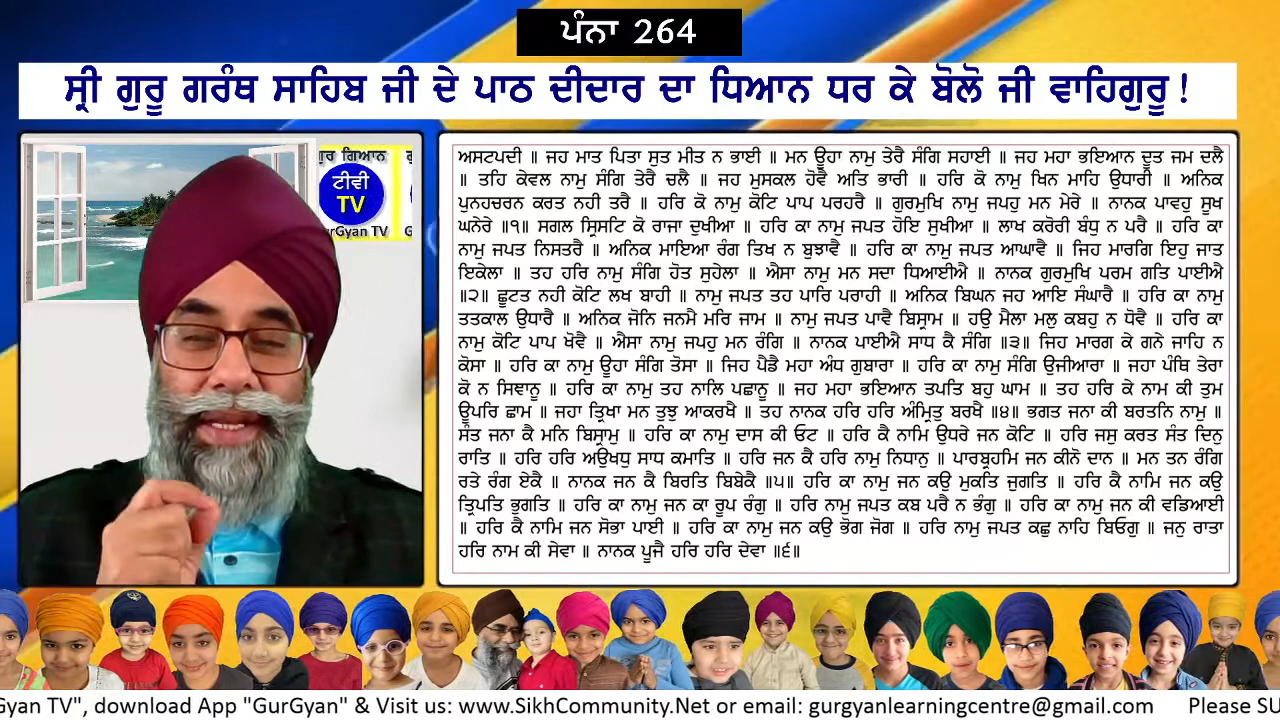 ਪੰਨਾ 264
ਸ੍ਰੀ ਗੁਰੂ ਗਰੰਥ ਸਾਹਿਬ ਜੀ ਦੇ ਪਾਠ ਦੀਦਾਰ ਦਾ ਧਿਆਨ ਧਰ ਕੇ ਬੋਲੋ ਜੀ ਵਾਹਿਗੁਰੂ!
ਗੁਰ ਗਿਆਨ
ਟੀਵੀ
TV
GurGyan TV
ਅਸਟਪਦੀ ॥ ਜਹ ਮਾਤ ਪਿਤਾ ਸੁਤ ਮੀਤ ਨ ਭਾਈ ॥ ਮਨ ਊਹਾ ਨਾਮੁ ਤੇਰੈ ਸੰਗਿ ਸਹਾਈ ॥ ਜਹ ਮਹਾ ਭਇਆਨ ਦੂਤ ਜਮ ਦਲੈ
॥ ਤਹਿ ਕੇਵਲ ਨਾਮੁ ਸੰਗਿ ਤੇਰੈ ਚਲੈ ॥ ਜਹ ਮੁਸਕਲ ਹੋਵੈ ਅਤਿ ਭਾਰੀ ॥ ਹਰਿ ਕੋ ਨਾਮੁ ਖਿਨ ਮਾਹਿ ਉਧਾਰੀ ॥ ਅਨਿਕ
ਪੁਨਹਚਰਨ ਕਰਤ ਨਹੀ ਤਰੈ ॥ ਹਰਿ ਕੋ ਨਾਮੁ ਕੋਟਿ ਪਾਪ ਪਰਹਰੈ ॥ ਗੁਰਮੁਖਿ ਨਾਮੁ ਜਪਹੁ ਮਨ ਮੇਰੇ ॥ ਨਾਨਕ ਪਾਵਹੁ ਸੂਖ
ਘਨੇਰੇ ॥੧॥ ਸਗਲ ਸ੍ਰਿਸਟਿ ਕੋ ਰਾਜਾ ਦੁਖੀਆ ॥ ਹਰਿ ਕਾ ਨਾਮੁ ਜਪਤ ਹੋਇ ਸੁਖੀਆ ॥ ਲਾਖ ਕਰੋਰੀ ਬੰਧੁ ਨ ਪਰੈ ॥ ਹਰਿ ਕਾ
ਨਾਮੁ ਜਪਤ ਨਿਸਤਰੈ ॥ ਅਨਿਕ ਮਾਇਆ ਰੰਗ ਤਿਖ ਨ ਬੁਝਾਵੈ ॥ ਹਰਿ ਕਾ ਨਾਮੁ ਜਪਤ ਆਘਾਵੈ ॥ ਜਿਹ ਮਾਰਗਿ ਇਹੁ ਜਾਤ
ਇਕੇਲਾ ॥ ਤਹ ਹਰਿ ਨਾਮੁ ਸੰਗਿ ਹੋਤ ਸੁਹੇਲਾ ॥ ਐਸਾ ਨਾਮੁ ਮਨ ਸਦਾ ਧਿਆਈਐ ॥ ਨਾਨਕ ਗੁਰਮੁਖਿ ਪਰਮ ਗਤਿ ਪਾਈਐ
॥੨॥ ਛੂਟਤ ਨਹੀ ਕੋਟਿ ਲਖ ਬਾਹੀ ॥ ਨਾਮੁ ਜਪਤ ਤਹ ਪਾਰਿ ਪਰਾਹੀ ॥ ਅਨਿਕ ਬਿਘਨ ਜਹ ਆਇ ਸੰਘਾਰੈ ॥ ਹਰਿ ਕਾ ਨਾਮੁ
ਤਤਕਾਲ ਉਧਾਰੈ ॥ ਅਨਿਕ ਜੋਨਿ ਜਨਮੈ ਮਰਿ ਜਾਮ ॥ ਨਾਮੁ ਜਪਤ ਪਾਵੈ ਬਿਸ੍ਰਾਮ ॥ ਹਉ ਮੈਲਾ ਮਲੁ ਕਬਹੁ ਨ ਧੋਵੈ ॥ ਹਰਿ ਕਾ
ਨਾਮੁ ਕੋਟਿ ਪਾਪ ਖੋਵੈ ॥ ਐਸਾ ਨਾਮੁ ਜਪਹੁ ਮਨ ਰੰਗਿ ॥ ਨਾਨਕ ਪਾਈਐ ਸਾਧ ਕੈ ਸੰਗਿ ॥੩॥ ਜਿਹ ਮਾਰਗ ਕੇ ਗਨੇ ਜਾਹਿ ਨ
ਕੋਸਾ ॥ ਹਰਿ ਕਾ ਨਾਮੁ ਊਹਾ ਸੰਗਿ ਤੋਸਾ ॥ ਜਿਹ ਪੈਡੈ ਮਹਾ ਅੰਧ ਗੁਬਾਰਾ ॥ ਹਰਿ ਕਾ ਨਾਮੁ ਸੰਗਿ ਉਜੀਆਰਾ ॥ ਜਹਾ ਪੰਥਿ ਤੇਰਾ
ਕੋ ਨ ਸਿਞਾਨੂ ॥ ਹਰਿ ਕਾ ਨਾਮੁ ਤਹ ਨਾਲਿ ਪਛਾਨੂ ॥ ਜਹ ਮਹਾ ਭਇਆਨ ਤਪਤਿ ਬਹੁ ਘਾਮ ॥ ਤਹ ਹਰਿ ਕੇ ਨਾਮ ਕੀ ਤੁਮ
ਊਪਰਿ ਛਾਮ ॥ ਜਹਾ ਤ੍ਰਿਖਾ ਮਨ ਤੁਝੁ ਆਕਰਖੈ ॥ ਤਹ ਨਾਨਕ ਹਰਿ ਹਰਿ ਅੰਮ੍ਰਿਤੁ ਬਰਖੈ ॥੪॥ ਭਗਤ ਜਨਾ ਕੀ ਬਰਤਨਿ ਨਾਮੁ ॥
ਸੰਤ ਜਨਾ ਕੈ ਮਨਿ ਬਿਸ੍ਰਾਮੁ ॥ ਹਰਿ ਕਾ ਨਾਮੁ ਦਾਸ ਕੀ ਓਟ ॥ ਹਰਿ ਕੈ ਨਾਮਿ ਉਧਰੇ ਜਨ ਕੋਟਿ ॥ ਹਰਿ ਜਸੁ ਕਰਤ ਸੰਤ ਦਿਨੁ
ਰਾਤਿ ॥ ਹਰਿ ਹਰਿ ਅਉਖਧੁ ਸਾਧ ਕਮਾਤਿ ॥ ਹਰਿ ਜਨ ਕੈ ਹਰਿ ਨਾਮੁ ਨਿਧਾਨੁ ॥ ਪਾਰਬ੍ਰਹਮਿ ਜਨ ਕੀਨੋ ਦਾਨ ॥ ਮਨ ਤਨ ਰੰਗਿ
ਰਤੇ ਰੰਗ ਏਕੈ ॥ ਨਾਨਕ ਜਨ ਕੈ ਬਿਰਤਿ ਬਿਬੇਕੈ ॥੫॥ ਹਰਿ ਕਾ ਨਾਮੁ ਜਨ ਕਉ ਮੁਕਤਿ ਜੁਗਤਿ ॥ ਹਰਿ ਕੈ ਨਾਮਿ ਜਨ ਕਉ
ਤ੍ਰਿਪਤਿ ਭੁਗਤਿ ॥ ਹਰਿ ਕਾ ਨਾਮੁ ਜਨ ਕਾ ਰੂਪ ਰੰਗੁ ॥ ਹਰਿ ਨਾਮੁ ਜਪਤ ਕਬ ਪਰੈ ਨ ਭੰਗੁ ॥ ਹਰਿ ਕਾ ਨਾਮੁ ਜਨ ਕੀ ਵਡਿਆਈ
॥ ਹਰਿ ਕੈ ਨਾਮਿ ਜਨ ਸੋਭਾ ਪਾਈ ॥ ਹਰਿ ਕਾ ਨਾਮੁ ਜਨ ਕਉ ਭੋਗ ਜੋਗ ॥ ਹਰਿ ਨਾਮੁ ਜਪਤ ਕਛੁ ਨਾਹਿ ਬਿਓਗੁ ॥ ਜਨੁ ਰਾਤਾ
ਹਰਿ ਨਾਮ ਕੀ ਸੇਵਾ ॥ ਨਾਨਕ ਪੂਜੈ ਹਰਿ ਹਰਿ ਦੇਵਾ ॥੬॥
Gyan TV", download App "GurGyan" & Visit us: www.SikhCommunity.Net or email: gurgyanlearningcentre@gmail.com Please SU